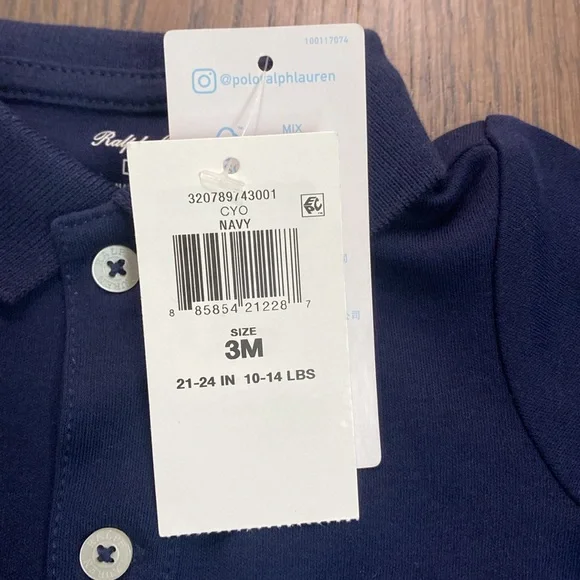 100117074
@poloralphlauren
MIX
320789743001
CYO
NAVY
8 85854 21228 7
SIZE
3M
21-24 IN 10-14 LBS